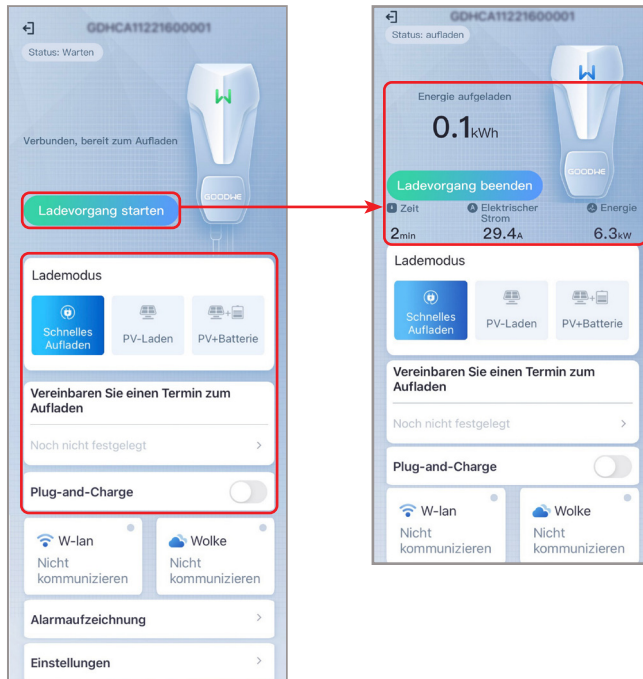 GDHCA11221600001
Status: Warten
Verbunden, bereit zum Aufladen
GOODWE
Ladevorgang starten
Lademodus
Schnelles
Aufladen
PV-Laden
PV+Batterie
Vereinbaren Sie einen Termin zum
Aufladen
Noch nicht festgelegt
Plug-and-Charge
W-lan
Nicht
kommunizieren
Wolke
Nicht
kommunizieren
Alarmaufzeichnung
Einstellungen
GDHCA11221600001
Status: aufladen
Energie aufgeladen
0.1kWh
GOODWE
Ladevorgang beenden
Zeit
2min
Elektrischer
Strom
29.4A
Energie
6.3kW
Lademodus
Schnelles
Aufladen
PV-Laden
PV+Batterie
Vereinbaren Sie einen Termin zum
Aufladen
Noch nicht festgelegt
Plug-and-Charge
W-lan
Nicht
kommunizieren
Wolke
Nicht
kommunizieren